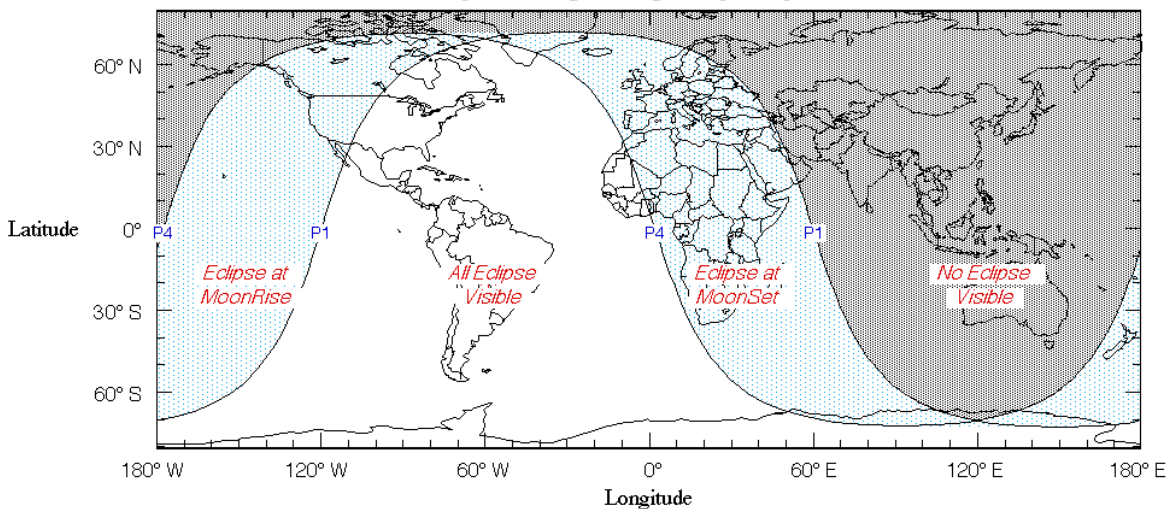 60° N
30° N
Latitude
0°
P4
P1
P4
P1
Eclipse at
MoonRise
All Eclipse
Visible
Eclipse at
MoonSet
No Eclipse
Visible
30° S
60° S
180° W
120° W
60° W
0°
60° E
120° E
180° E
Longitude